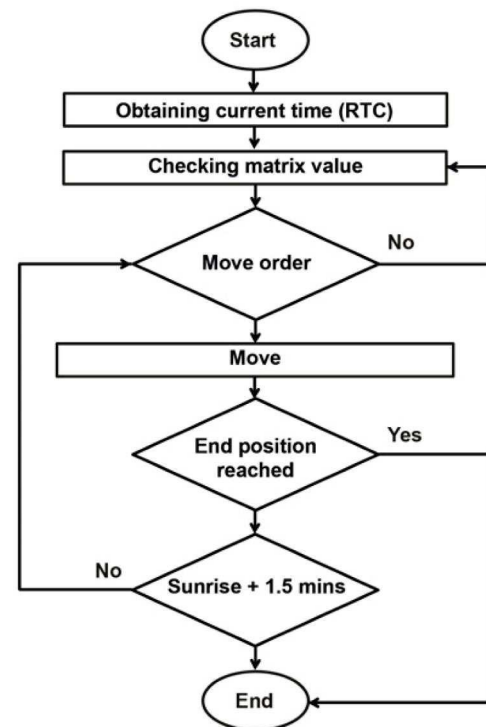 Start
Obtaining current time (RTC)
Checking matrix value
Move order
No
Move
End position
reached
Yes
No
Sunrise + 1.5 mins
End